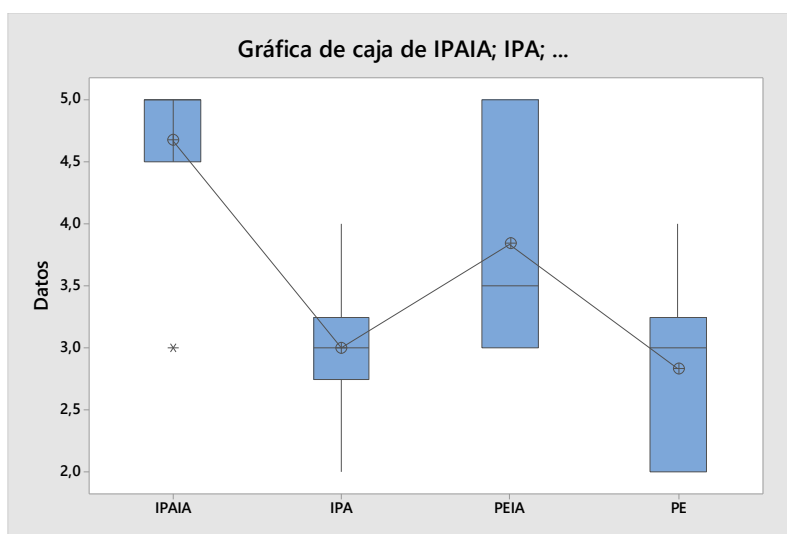 Gráfica de caja de IPAIA; IPA; ...
Datos
5,0
4,5
4,0
3,5
3,0
2,5
2,0
IPAIA IPA PEIA PE